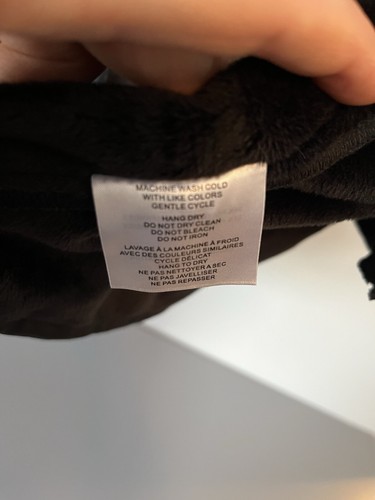 MACHINE WASH COLD
WITH LIKE COLORS
GENTLE CYCLE
HANG DRY
DO NOT DRY CLEAN
DO NOT BLEACH
DO NOT IRON
LAVAGE À LA MACHINE À FROID
AVEC DES COULEURS SIMILAIRES
CYCLE DÉLICAT
HANG TO DRY
NE PAS NETTOYER A SEC
NE PAS JAVELLISER
NE PAS REPASSER